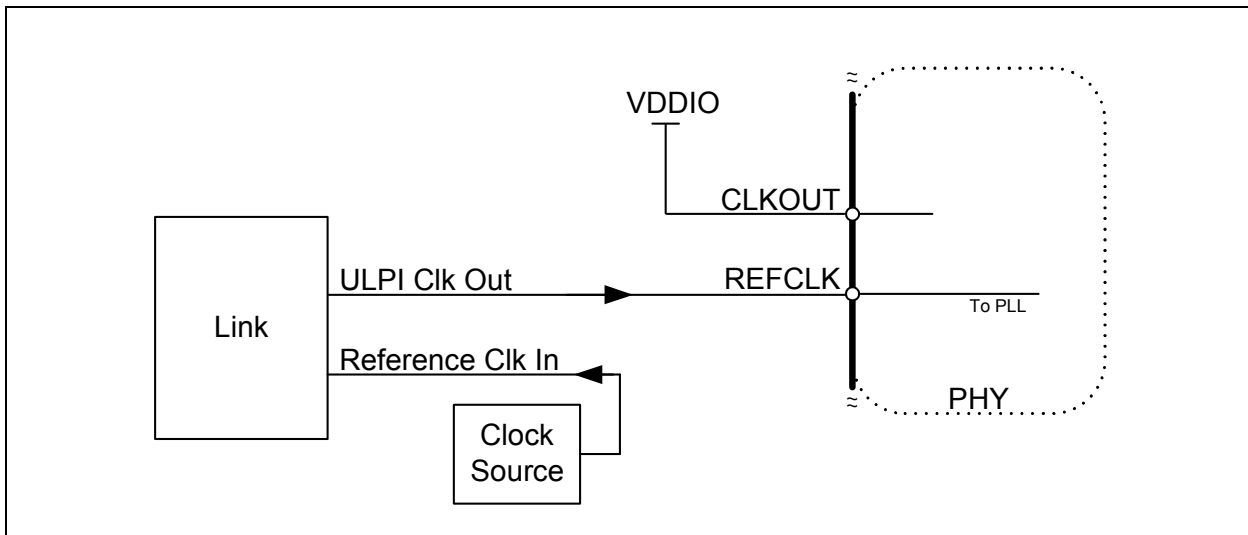 VDDIO
CLKOUT
ULPI Clk Out
REFCLK
To PLL
Link
Reference Clk In
Clock
Source
PHY